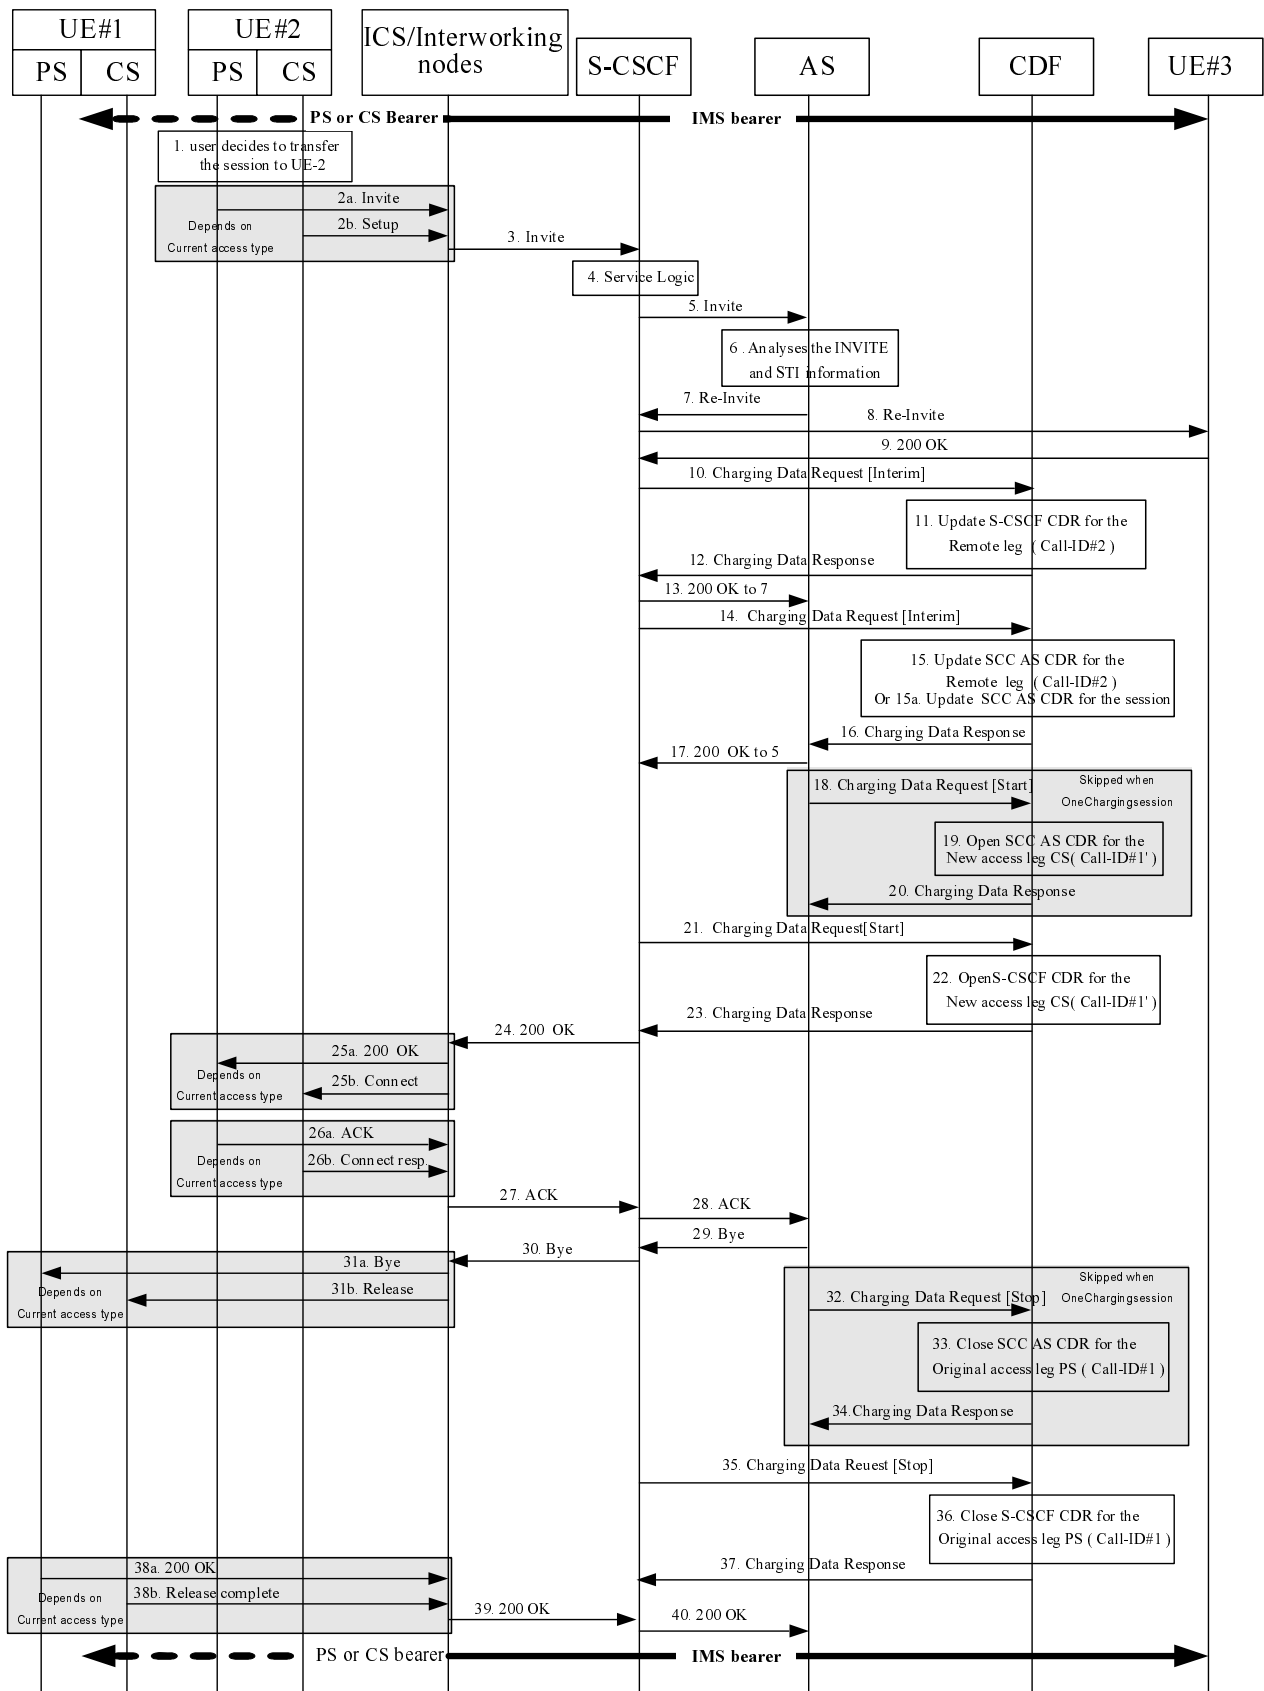 UE#1
UE#2
ICS/Interworking
nodes
S-CSCF
AS
CDF
UE#3
PS
CS
PS
CS
PS or CS Bearer
IMS bearer
1. user decides to transfer
the session to UE-2
2a. Invite
2b. Setup
Depends on
Current access type
3. Invite
4. Service Logic
5. Invite
6 . Analyses the INVITE
and STI information
7. Re-Invite
8. Re-Invite
9. 200 OK
10. Charging Data Request [Interim]
11. Update S-CSCF CDR for the
Remote leg ( Call-ID#2 )
12. Charging Data Response
13. 200 OK to 7
14. Charging Data Request [Interim]
15. Update SCC AS CDR for the
Remote leg ( Call-ID#2 )
Or 15a. Update SCC AS CDR for the session
16. Charging Data Response
17. 200 OK to 5
18. Charging Data Request [Start]
Skipped when
OneChargingsession
19. Open SCC AS CDR for the
New access leg CS( Call-ID#1' )
20. Charging Data Response
21. Charging Data Request[Start]
22. OpenS-CSCF CDR for the
New access leg CS( Call-ID#1' )
23. Charging Data Response
24. 200 OK
25a. 200 OK
25b. Connect
Depends on
Current access type
26a. ACK
26b. Connect resp.
Depends on
Current access type
27. ACK
28. ACK
29. Bye
30. Bye
31a. Bye
31b. Release
Depends on
Current access type
32. Charging Data Request [Stop]
Skipped when
OneChargingsession
33. Close SCC AS CDR for the
Original access leg PS ( Call-ID#1 )
34.Charging Data Response
35. Charging Data Reuest [Stop]
36. Close S-CSCF CDR for the
Original access leg PS ( Call-ID#1 )
37. Charging Data Response
38a. 200 OK
38b. Release complete
Depends on
Current access type
39. 200 OK
40. 200 OK
PS or CS bearer
IMS bearer